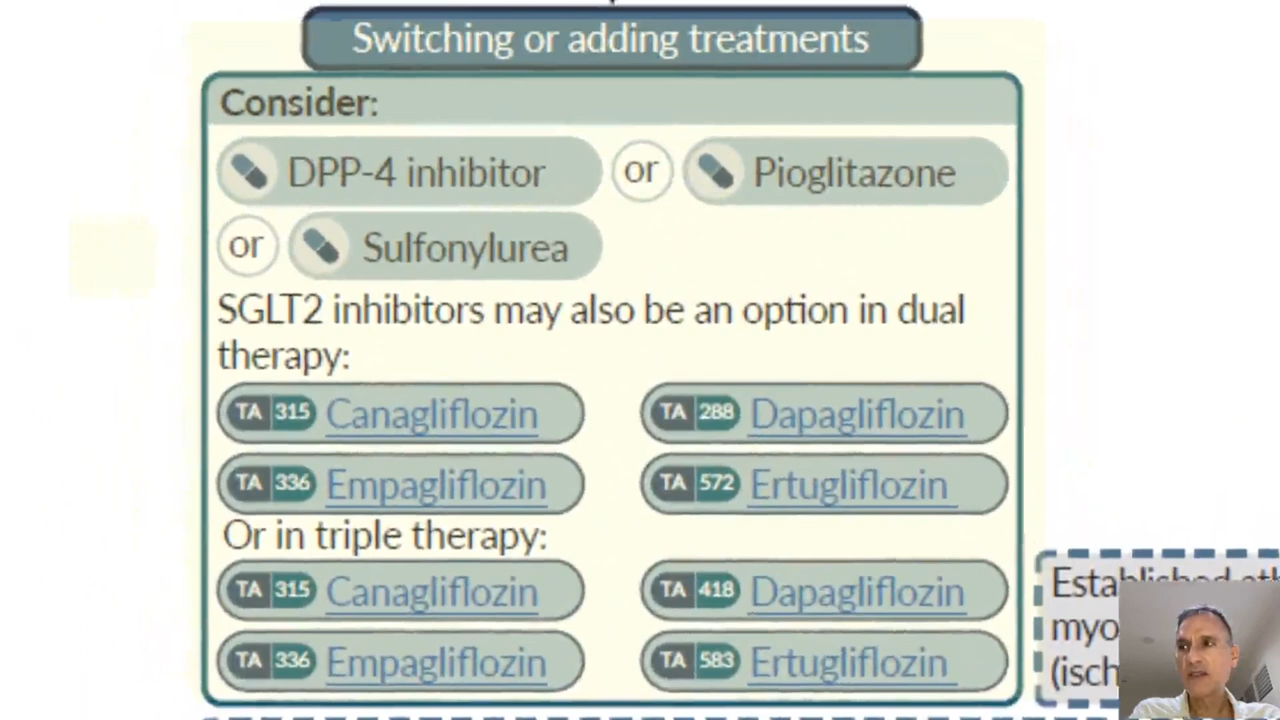 Switching or adding treatments
Consider:
DPP-4 inhibitor or Pioglitazone
or Sulfonylurea
SGLT2 inhibitors may also be an option in dual
therapy:
TA 315 Canagliflozin TA 288 Dapagliflozin
TA 336 Empagliflozin TA 572 Ertugliflozin
Or in triple therapy:
TA 315 Canagliflozin TA 418 Dapagliflozin
TA 336 Empagliflozin TA 583 Ertugliflozin